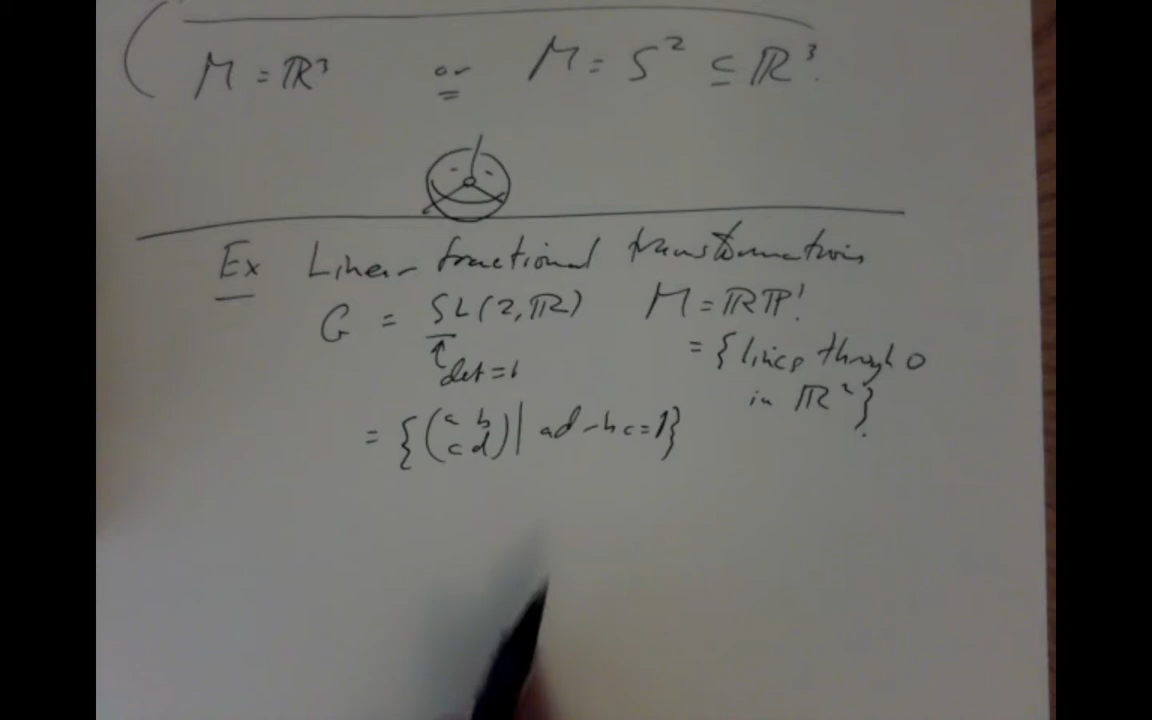 M = ℝ³ or M = S² ⊆ ℝ³.
Ex Linear fractional transformations
G = SL(2, ℝ) M = ℝP¹.
det = 1 = { lines through 0
in ℝ² }.
= { (a b c d) | ad - bc = 1 }